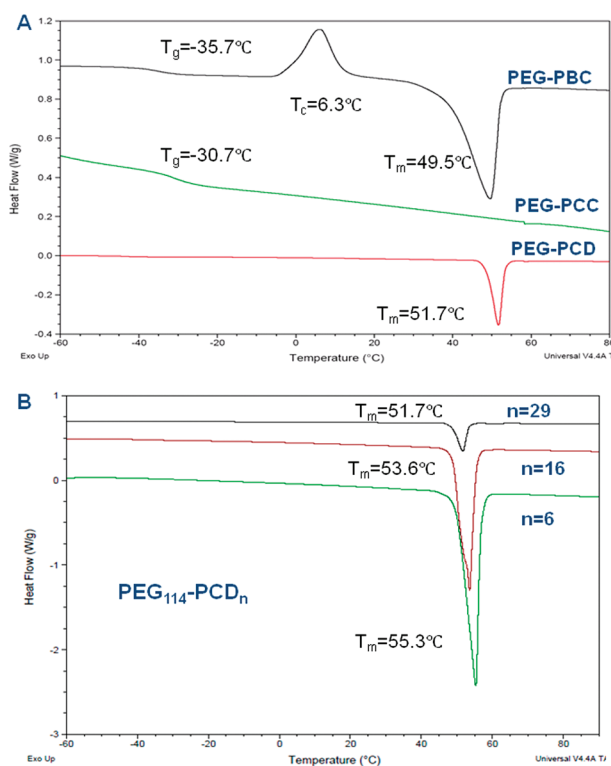 A
1.2
1.0
0.8
0.6
0.4
0.2
0.0
-0.2
-0.4
Heat Flow (W/g)
Tg=-35.7℃
Tc=6.3℃
PEG-PBC
Tg=-30.7℃
Tm=49.5℃
PEG-PCC
PEG-PCD
Tm=51.7℃
-60
-40
-20
0
20
40
60
80
Exo Up
Temperature (°C)
Universal V4.4A T
B
1
0
-1
-2
-3
Heat Flow (W/g)
Tm=51.7℃
n=29
Tm=53.6℃
n=16
n=6
PEG114-PCDn
Tm=55.3℃
-60
-40
-20
0
20
40
60
80
Exo Up
Temperature (°C)
Universal V4.4A T